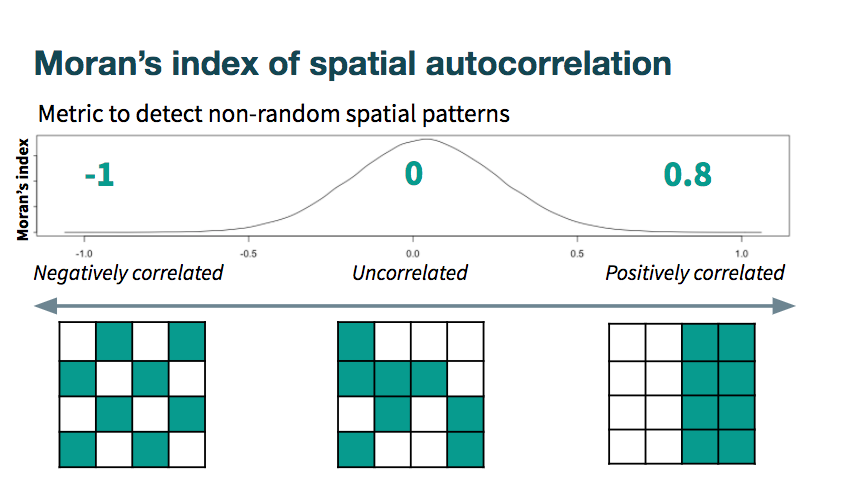 Moran's index of spatial autocorrelation
Metric to detect non-random spatial patterns
Moran's index
-1 0 0.8
-1.0 -0.5 0.0 0.5 1.0
Negatively correlated Uncorrelated Positively correlated